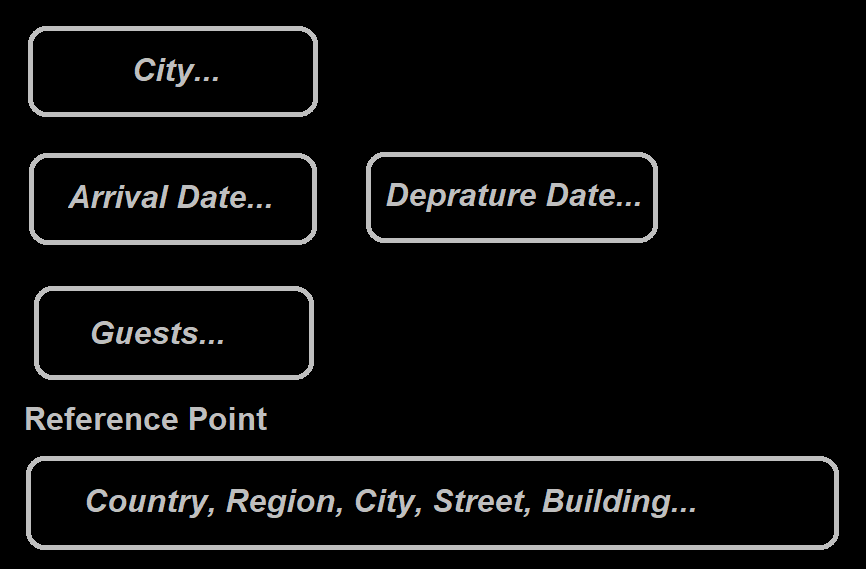 City...
Arrival Date...
Deprature Date...
Guests...
Reference Point
Country, Region, City, Street, Building...